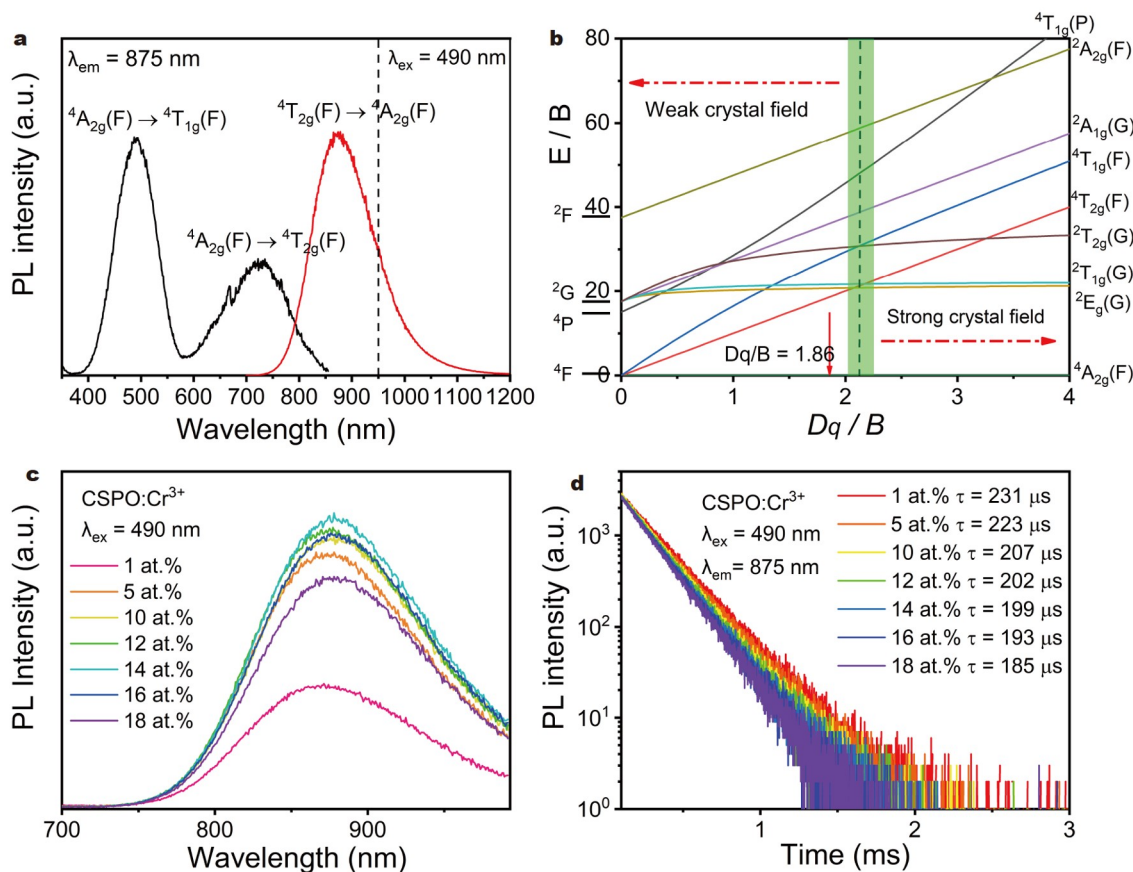 a
λem = 875 nm
λex = 490 nm
⁴A2g(F) → ⁴T1g(F)
⁴T2g(F) → ⁴A2g(F)
⁴A2g(F) → ⁴T2g(F)
PL intensity (a.u.)
400 500 600 700 800 900 1000 1100 1200
Wavelength (nm)
b
E / B
80
60
40
20
0
²F
²G
⁴P
⁴F
Weak crystal field
Strong crystal field
Dq/B = 1.86
⁴T1g(P)
²A2g(F)
²A1g(G)
⁴T1g(F)
⁴T2g(F)
²T2g(G)
²T1g(G)
²Eg(G)
⁴A2g(F)
0 1 2 3 4
Dq / B
c
CSPO:Cr³⁺
λex = 490 nm
1 at.%
5 at.%
10 at.%
12 at.%
14 at.%
16 at.%
18 at.%
PL Intensity (a.u.)
700 800 900
Wavelength (nm)
d
CSPO:Cr³⁺
λex = 490 nm
λem= 875 nm
1 at.% τ = 231 μs
5 at.% τ = 223 μs
10 at.% τ = 207 μs
12 at.% τ = 202 μs
14 at.% τ = 199 μs
16 at.% τ = 193 μs
18 at.% τ = 185 μs
PL intensity (a.u.)
10³
10²
10¹
10⁰
1 2 3
Time (ms)